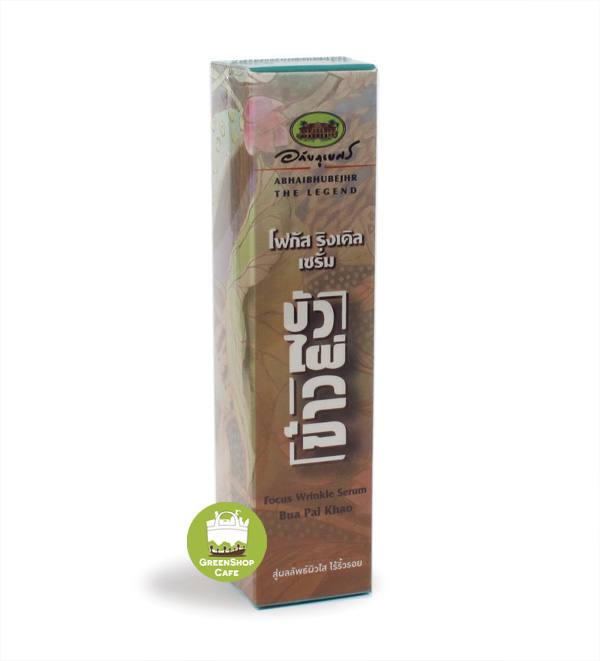 อภัยภูเบศร
ABHAIBHUBEJHR
THE LEGEND
โฟกัส ริงเคิล
เซรั่ม
บัว
ไผ่
ขาว
Focus Wrinkle Serum
Bua Pai Khao
สู่ผลลัพธ์ผิวใส ไร้ริ้วรอย
GREENSHOP
CAFE